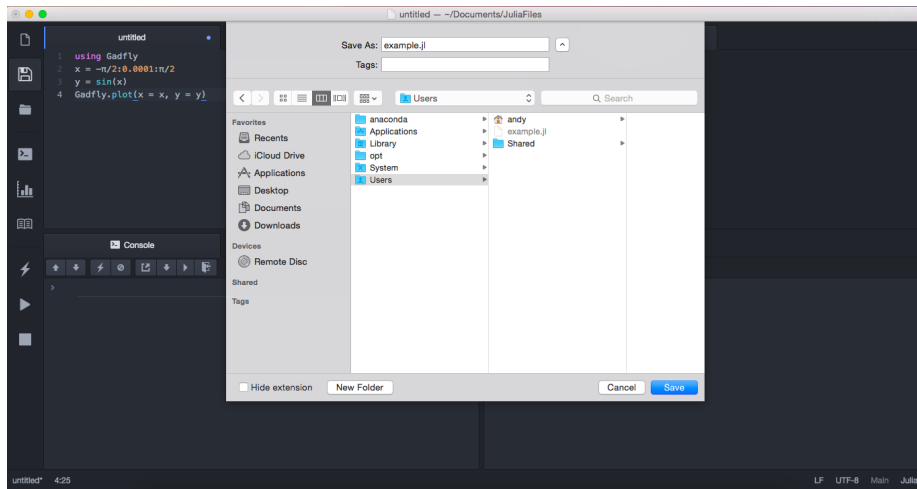 untitled — ~/Documents/JuliaFiles
untitled
1 using Gadfly
2 x = -π/2:0.0001:π/2
3 y = sin(x)
4 Gadfly.plot(x = x, y = y)
Save As: example.jl
Tags:
Users
Search
Favorites
Recents
iCloud Drive
Applications
Desktop
Documents
Downloads
Devices
Remote Disc
Shared
Tags
anaconda
Applications
Library
opt
System
Users
andy
example.jl
Shared
Hide extension
New Folder
Cancel
Save
Console
untitled* 4:25
LF UTF-8 Main Julia